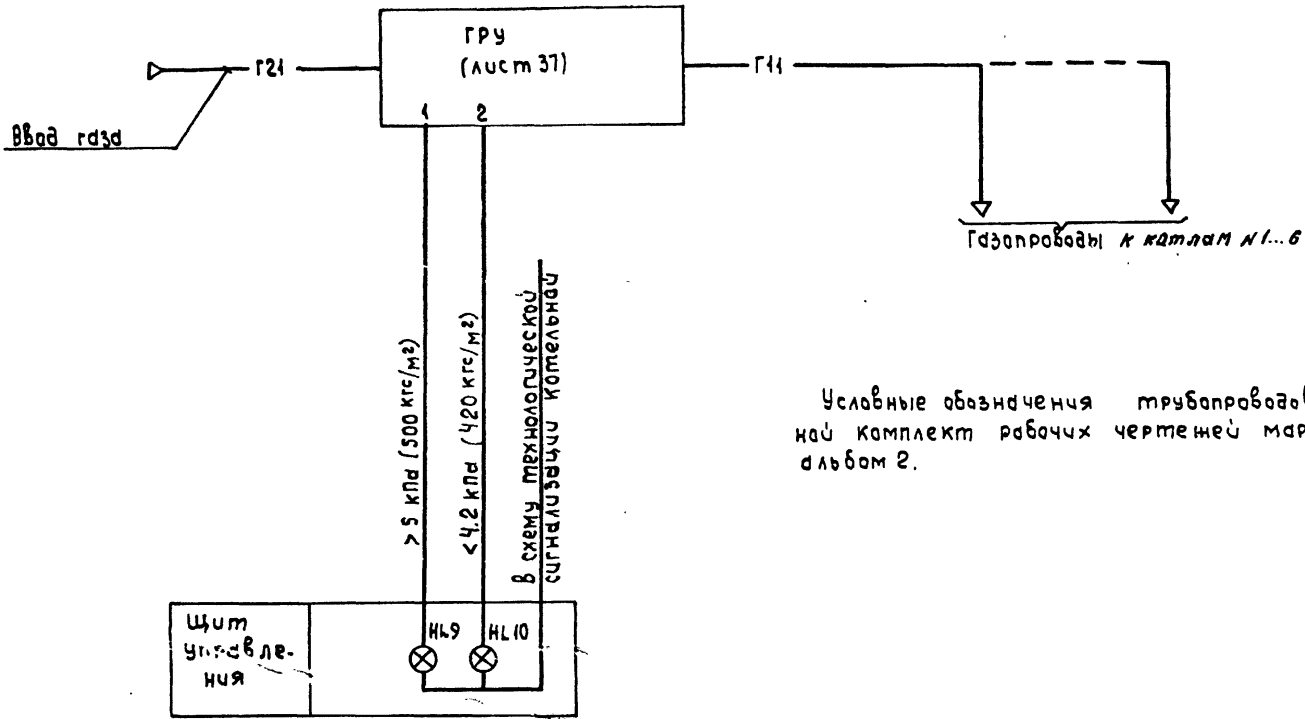 ГРУ
(лист 37)
Г21
Г11
1 2
Ввод газа
Газопроводы к котлам N1...6
>5 кПа (500 кгс/м²)
<4.2 кПа (420 кгс/м²)
в схему технологической
сигнализации котельной
Условные обозначения трубопроводов
ной комплект рабочих чертежей мар
альбом 2.
Щит
управле-
ния
HL9
HL10